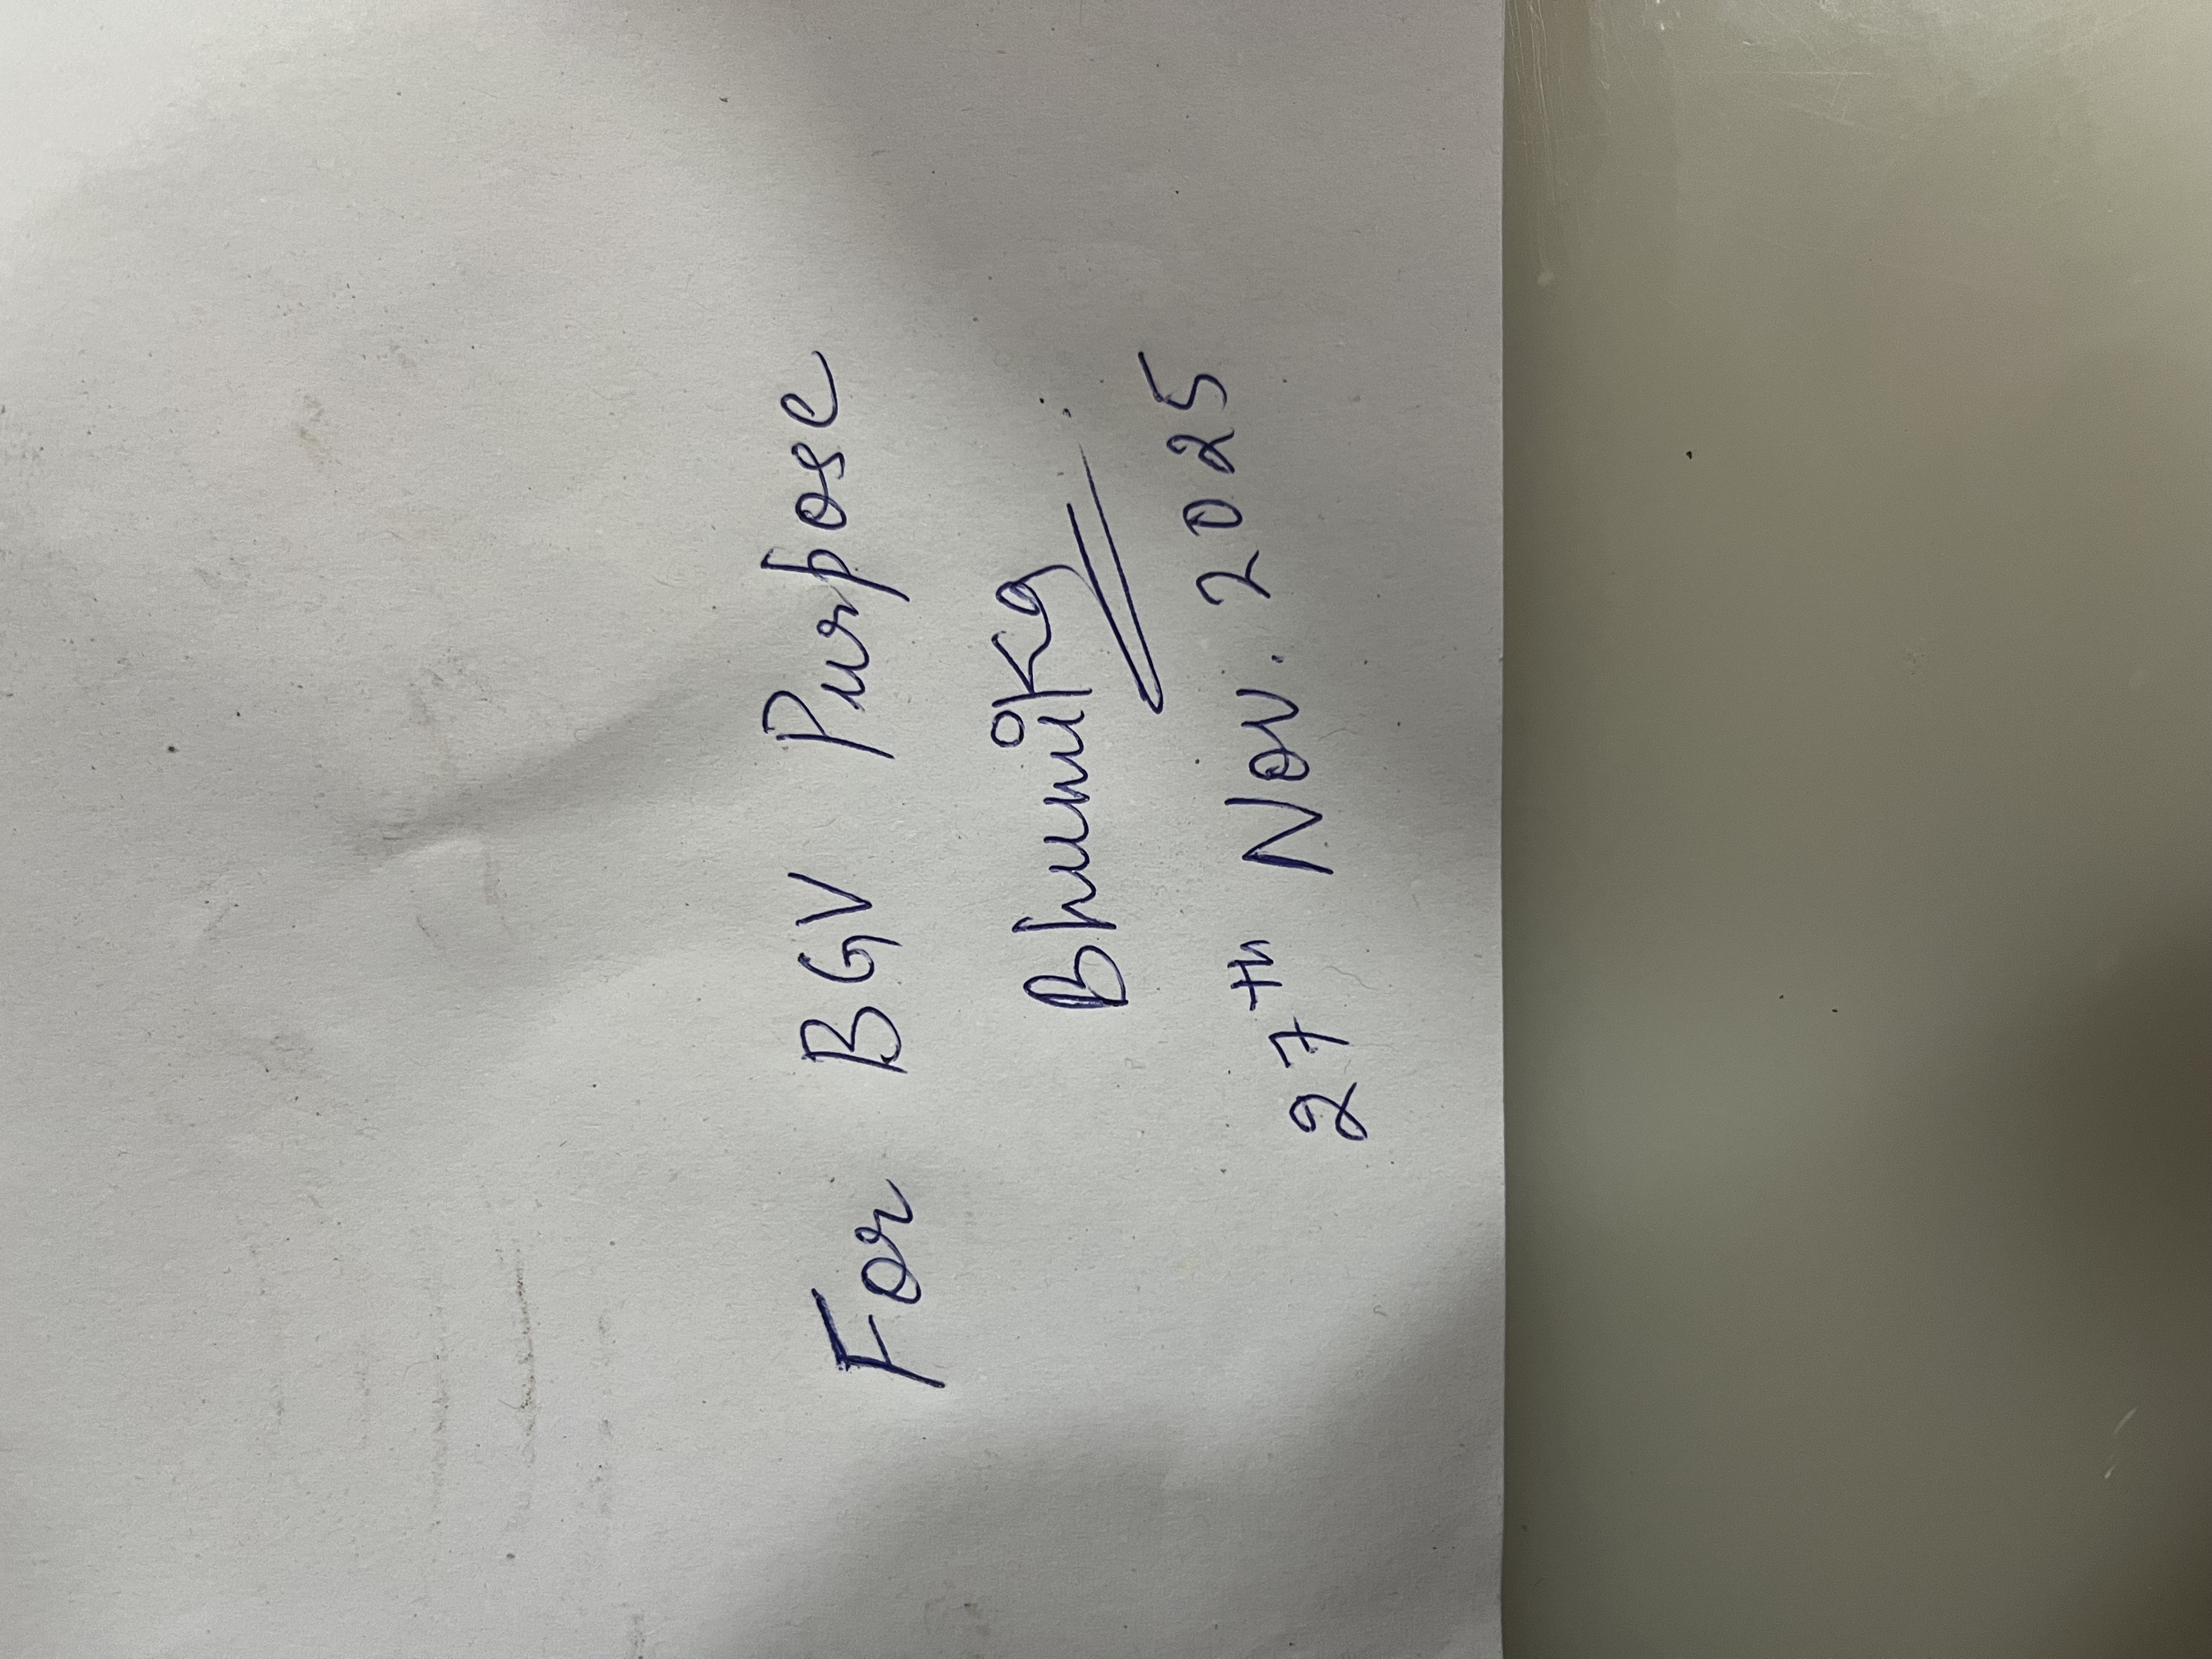 For BGV Purpose
Bhumika
27th Nov. 2025